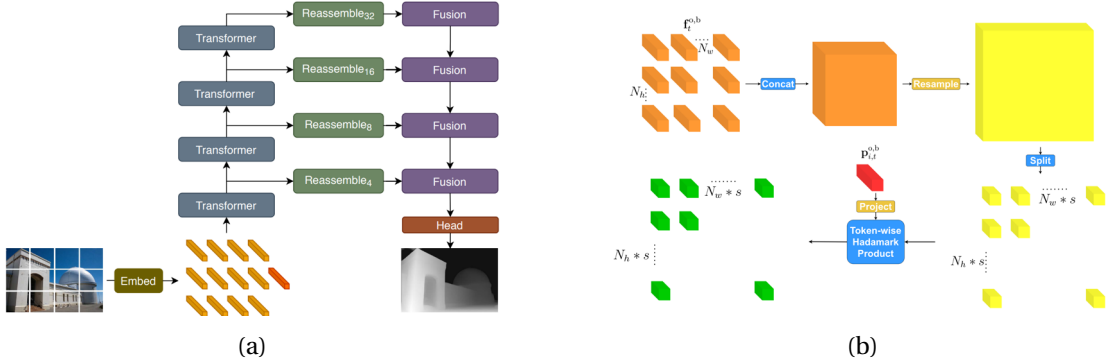 Reassemble32
Fusion
Transformer
Reassemble16
Fusion
Transformer
Reassemble8
Fusion
Transformer
Reassemble4
Fusion
Transformer
Head
Embed
(a)
f_t^{o,b}
N_w
N_h
Concat
Resample
Split
p_{i,t}^{o,b}
Project
Token-wise
Hadamark
Product
N_w * s
N_h * s
N_w * s
N_h * s
(b)